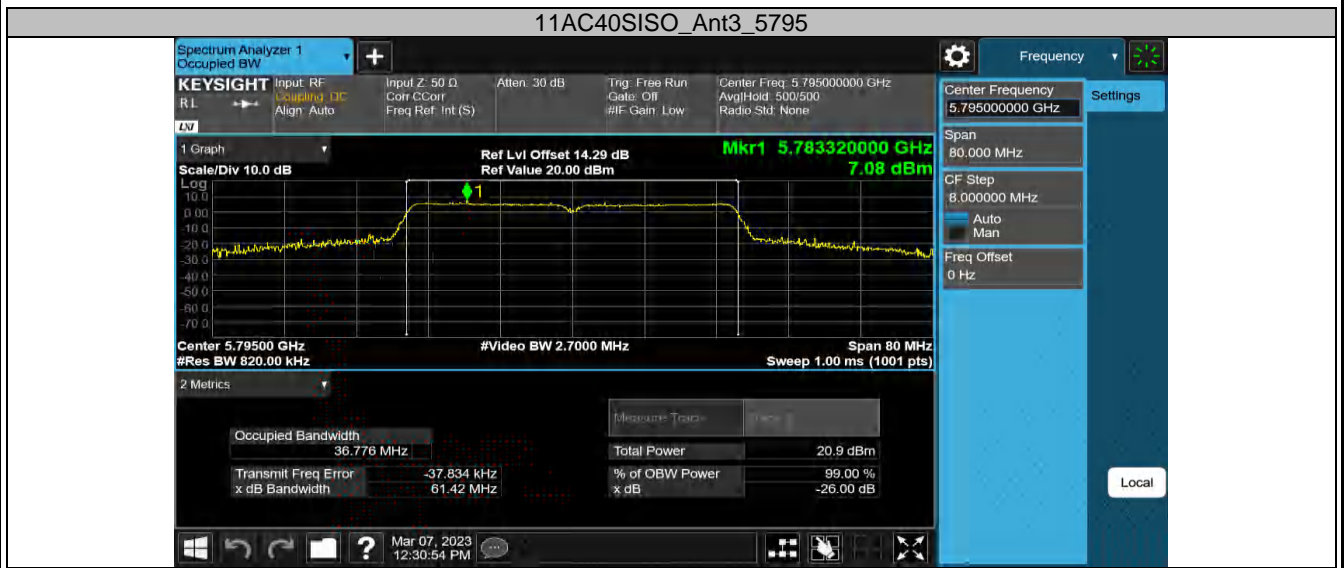 11AC40SISO_Ant3_5795
Spectrum Analyzer 1
Occupied BW
+
Frequency
KEYSIGHT
RL
LXI
Input: RF
Coupling: DC
Align: Auto
Input Z: 50 Ω
Corr CCorr
Freq Ref: Int (S)
Atten: 30 dB
Trig: Free Run
Gate: Off
#IF Gain: Low
Center Freq: 5.795000000 GHz
Avg|Hold: 500/500
Radio Std: None
Center Frequency
5.795000000 GHz
Settings
Span
80.000 MHz
CF Step
8.000000 MHz
Auto
Man
Freq Offset
0 Hz
1 Graph
Scale/Div 10.0 dB
Ref Lvl Offset 14.29 dB
Ref Value 20.00 dBm
Mkr1 5.783320000 GHz
7.08 dBm
Log
10.0
0.00
-10.0
-20.0
-30.0
-40.0
-50.0
-60.0
-70.0
1
Center 5.79500 GHz
#Video BW 2.7000 MHz
Span 80 MHz
#Res BW 820.00 kHz
Sweep 1.00 ms (1001 pts)
2 Metrics
Measure Trace
Occupied Bandwidth
36.776 MHz
Total Power
20.9 dBm
Transmit Freq Error
-37.834 kHz
% of OBW Power
99.00 %
x dB Bandwidth
61.42 MHz
x dB
-26.00 dB
Local
?
Mar 07, 2023
12:30:54 PM